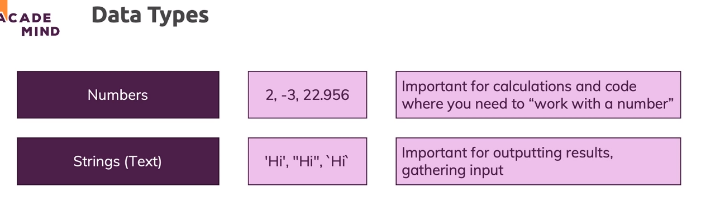 ACADE
MIND
Data Types
Numbers
2, -3, 22.956
Important for calculations and code
where you need to “work with a number”
Strings (Text)
'Hi', "Hi", `Hi`
Important for outputting results,
gathering input